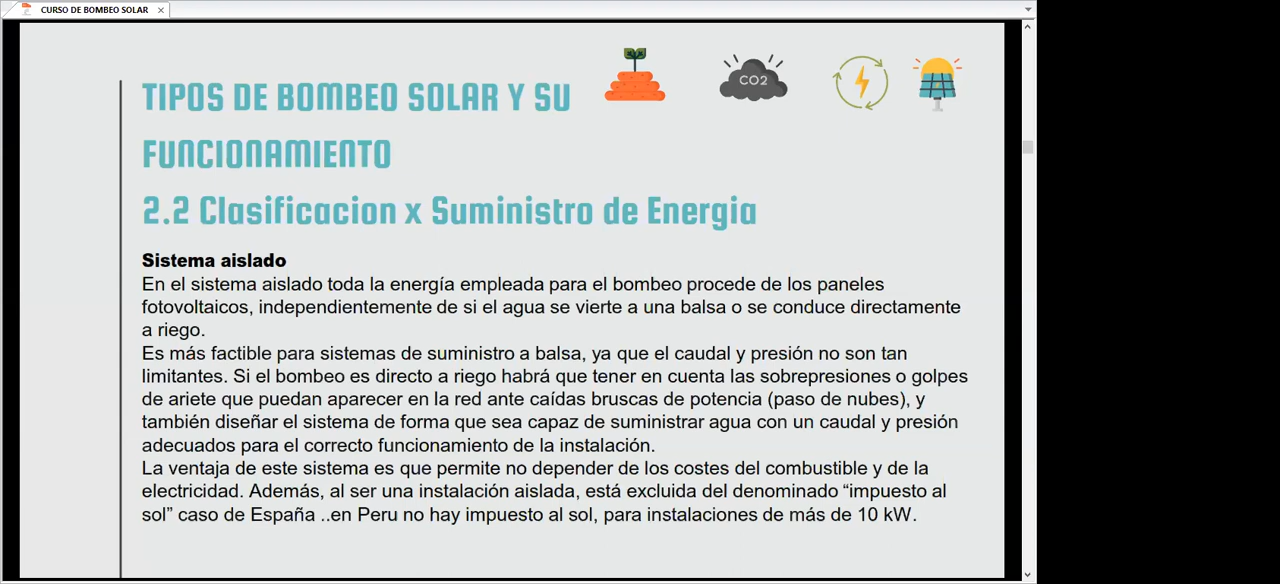 CURSO DE BOMBEO SOLAR
CO2
TIPOS DE BOMBEO SOLAR Y SU
FUNCIONAMIENTO
2.2 Clasificacion x Suministro de Energia
Sistema aislado
En el sistema aislado toda la energía empleada para el bombeo procede de los paneles
fotovoltaicos, independientemente de si el agua se vierte a una balsa o se conduce directamente
a riego.
Es más factible para sistemas de suministro a balsa, ya que el caudal y presión no son tan
limitantes. Si el bombeo es directo a riego habrá que tener en cuenta las sobrepresiones o golpes
de ariete que puedan aparecer en la red ante caídas bruscas de potencia (paso de nubes), y
también diseñar el sistema de forma que sea capaz de suministrar agua con un caudal y presión
adecuados para el correcto funcionamiento de la instalación.
La ventaja de este sistema es que permite no depender de los costes del combustible y de la
electricidad. Además, al ser una instalación aislada, está excluida del denominado “impuesto al
sol” caso de España ..en Peru no hay impuesto al sol, para instalaciones de más de 10 kW.